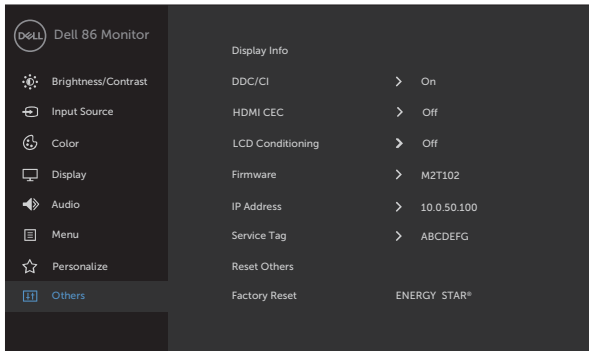 DELL Dell 86 Monitor
Display Info
Brightness/Contrast DDC/CI On
Input Source HDMI CEC Off
Color LCD Conditioning Off
Display Firmware M2T102
Audio IP Address 10.0.50.100
Menu Service Tag ABCDEFG
Personalize Reset Others
Others Factory Reset ENERGY STAR®